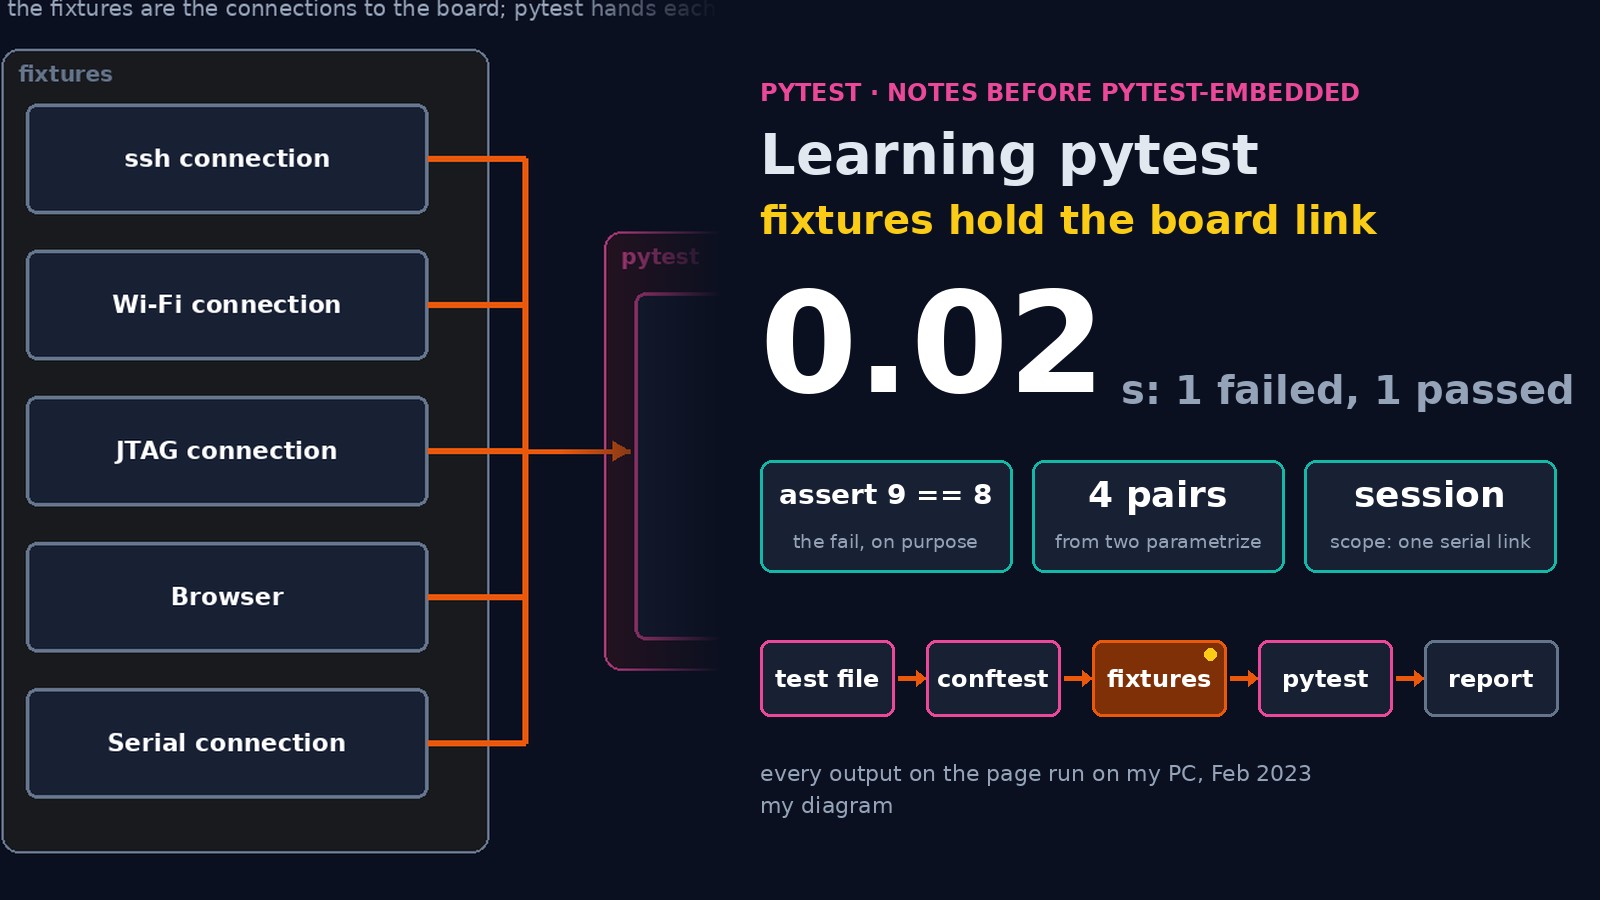 the fixtures are the connections to the board; pytest hands each
fixtures
ssh connection
Wi-Fi connection
JTAG connection
Browser
Serial connection
pytest
PYTEST · NOTES BEFORE PYTEST-EMBEDDED
Learning pytest
fixtures hold the board link
0.02 s: 1 failed, 1 passed
assert 9 == 8
the fail, on purpose
4 pairs
from two parametrize
session
scope: one serial link
test file
conftest
fixtures
pytest
report
every output on the page run on my PC, Feb 2023
my diagram